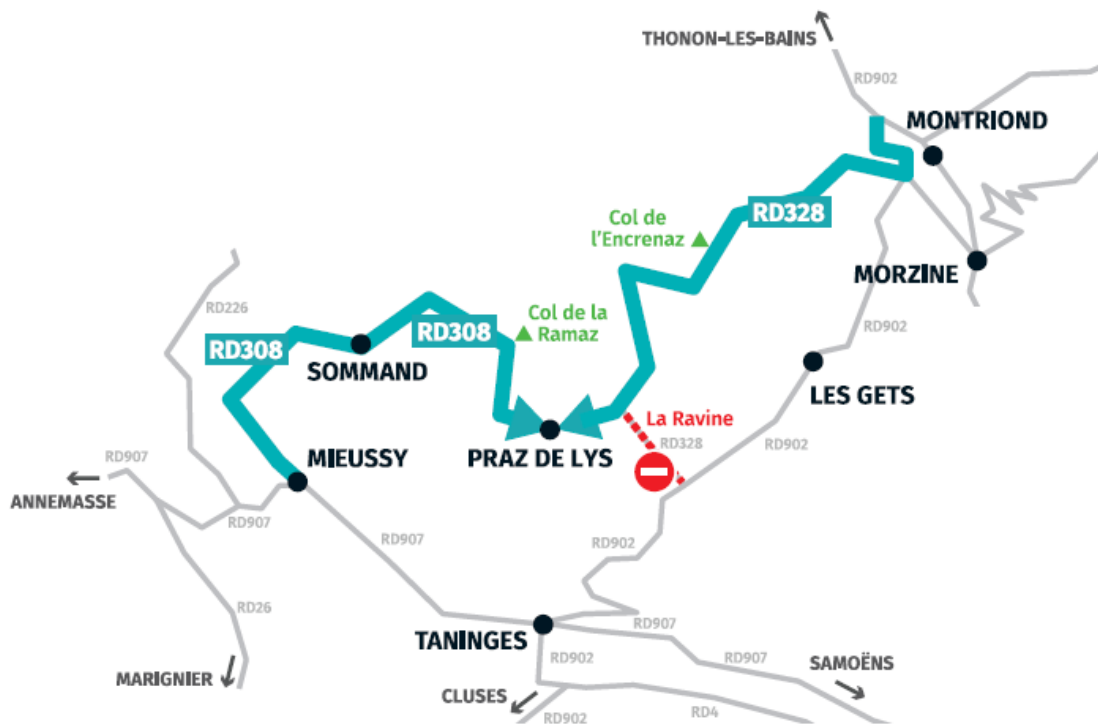 THONON-LES-BAINS
RD902
MONTRIOND
RD328
Col de
l'Encrenaz
MORZINE
RD226
RD902
Col de la
Ramaz
RD308
RD308
SOMMAND
LES GETS
La Ravine
RD328
RD902
PRAZ DE LYS
MIEUSSY
RD907
ANNEMASSE
RD907
RD907
RD902
RD26
TANINGES
RD907
RD902
RD907
SAMOËNS
MARIGNIER
CLUSES
RD902
RD4